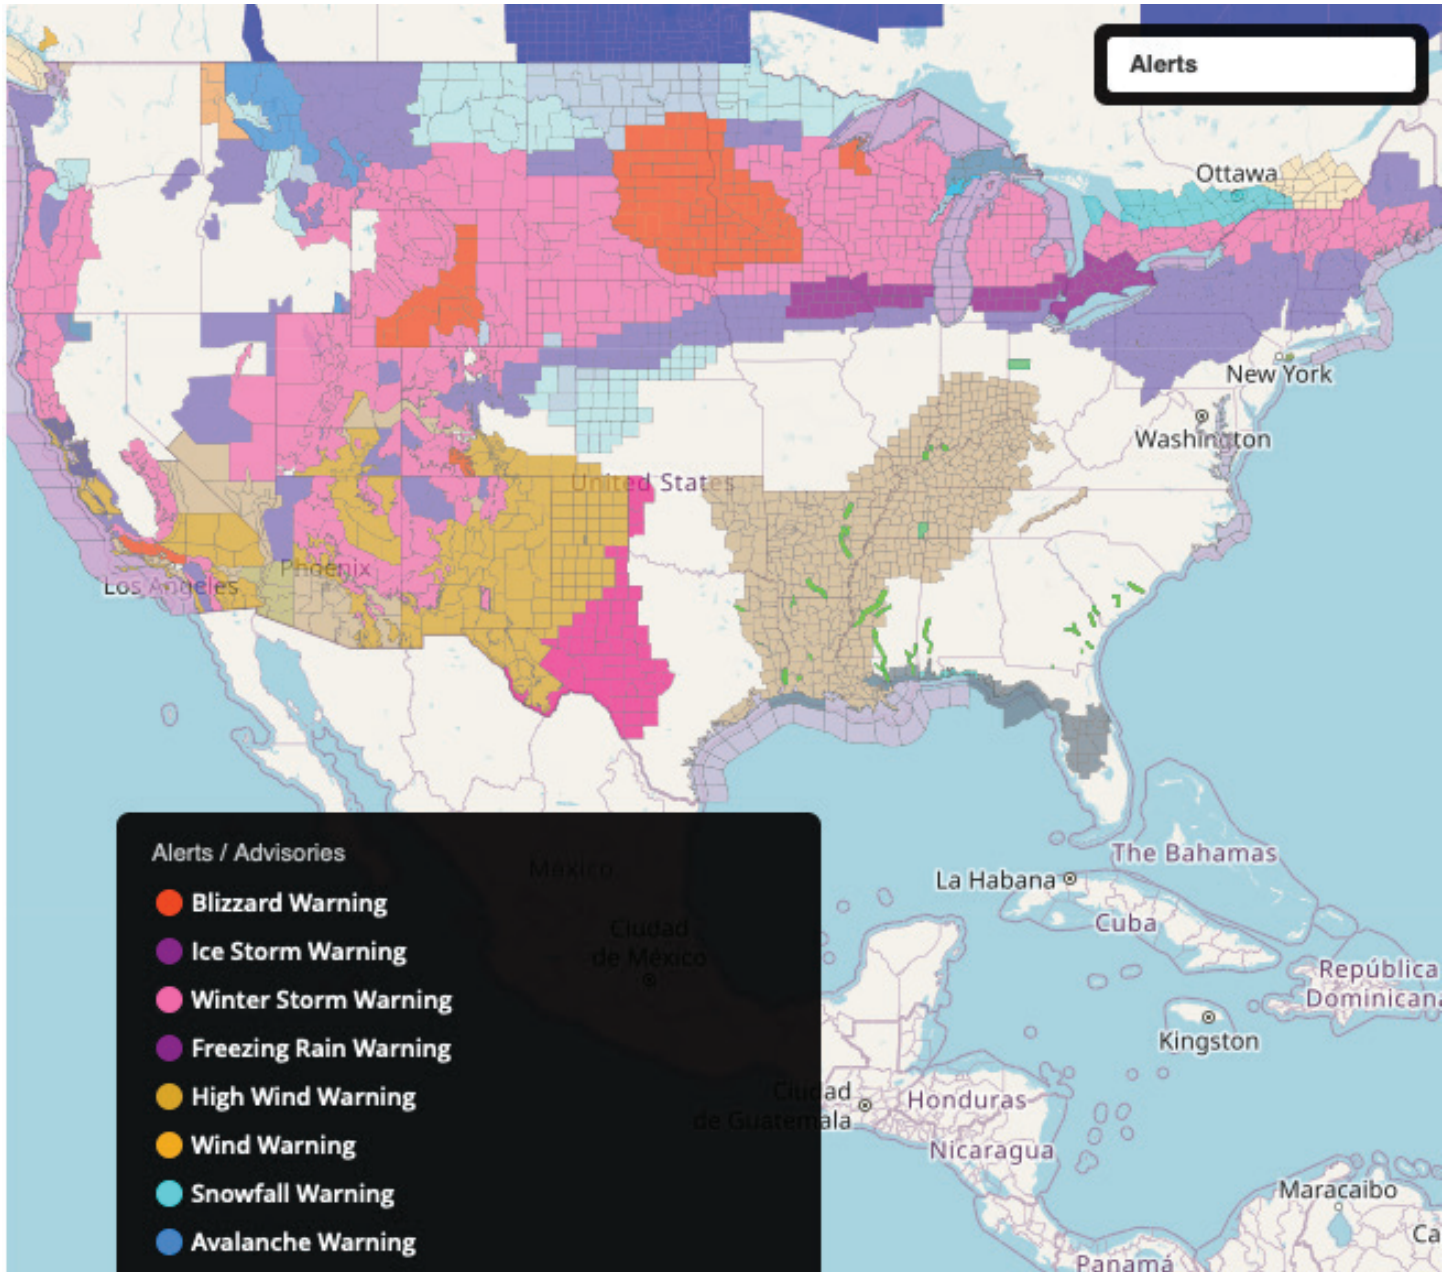 Alerts
Ottawa
New York
Washington
United States
Phoenix
Los Angeles
Alerts / Advisories
Blizzard Warning
Ice Storm Warning
Winter Storm Warning
Freezing Rain Warning
High Wind Warning
Wind Warning
Snowfall Warning
Avalanche Warning
México
Ciudad
de México
The Bahamas
La Habana
Cuba
República
Dominicana
Kingston
Ciudad
de Guatemala
Honduras
Nicaragua
Maracaibo
Ca
Panamá